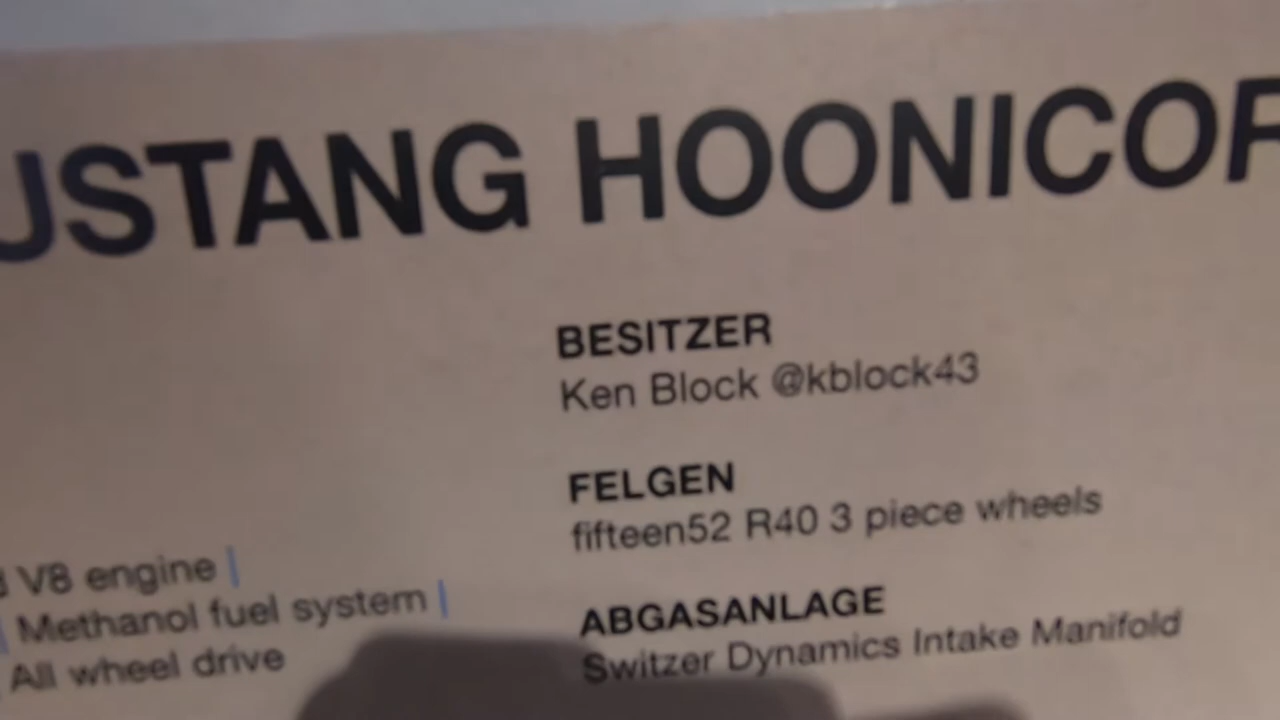 USTANG HOONICOR
BESITZER
Ken Block @kblock43
FELGEN
fifteen52 R40 3 piece wheels
V8 engine |
| Methanol fuel system |
All wheel drive
ABGASANLAGE
Switzer Dynamics Intake Manifold